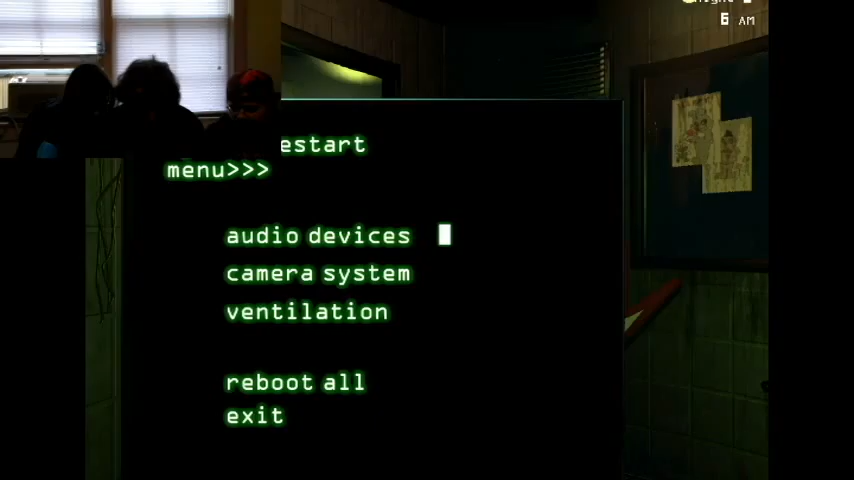 6 AM
estart
menu>>>
audio devices
camera system
ventilation
reboot all
exit